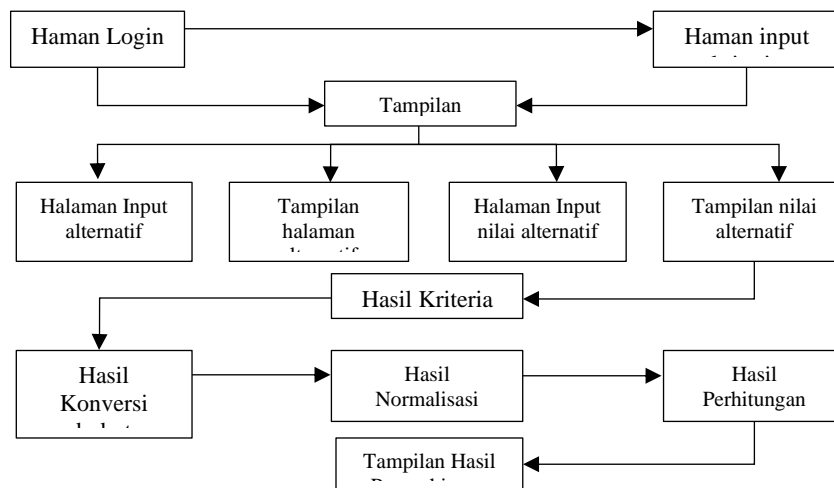 Haman Login
Haman input
Tampilan
Halaman Input
alternatif
Tampilan
halaman
Halaman Input
nilai alternatif
Tampilan nilai
alternatif
Hasil Kriteria
Hasil
Konversi
Hasil
Normalisasi
Hasil
Perhitungan
Tampilan Hasil